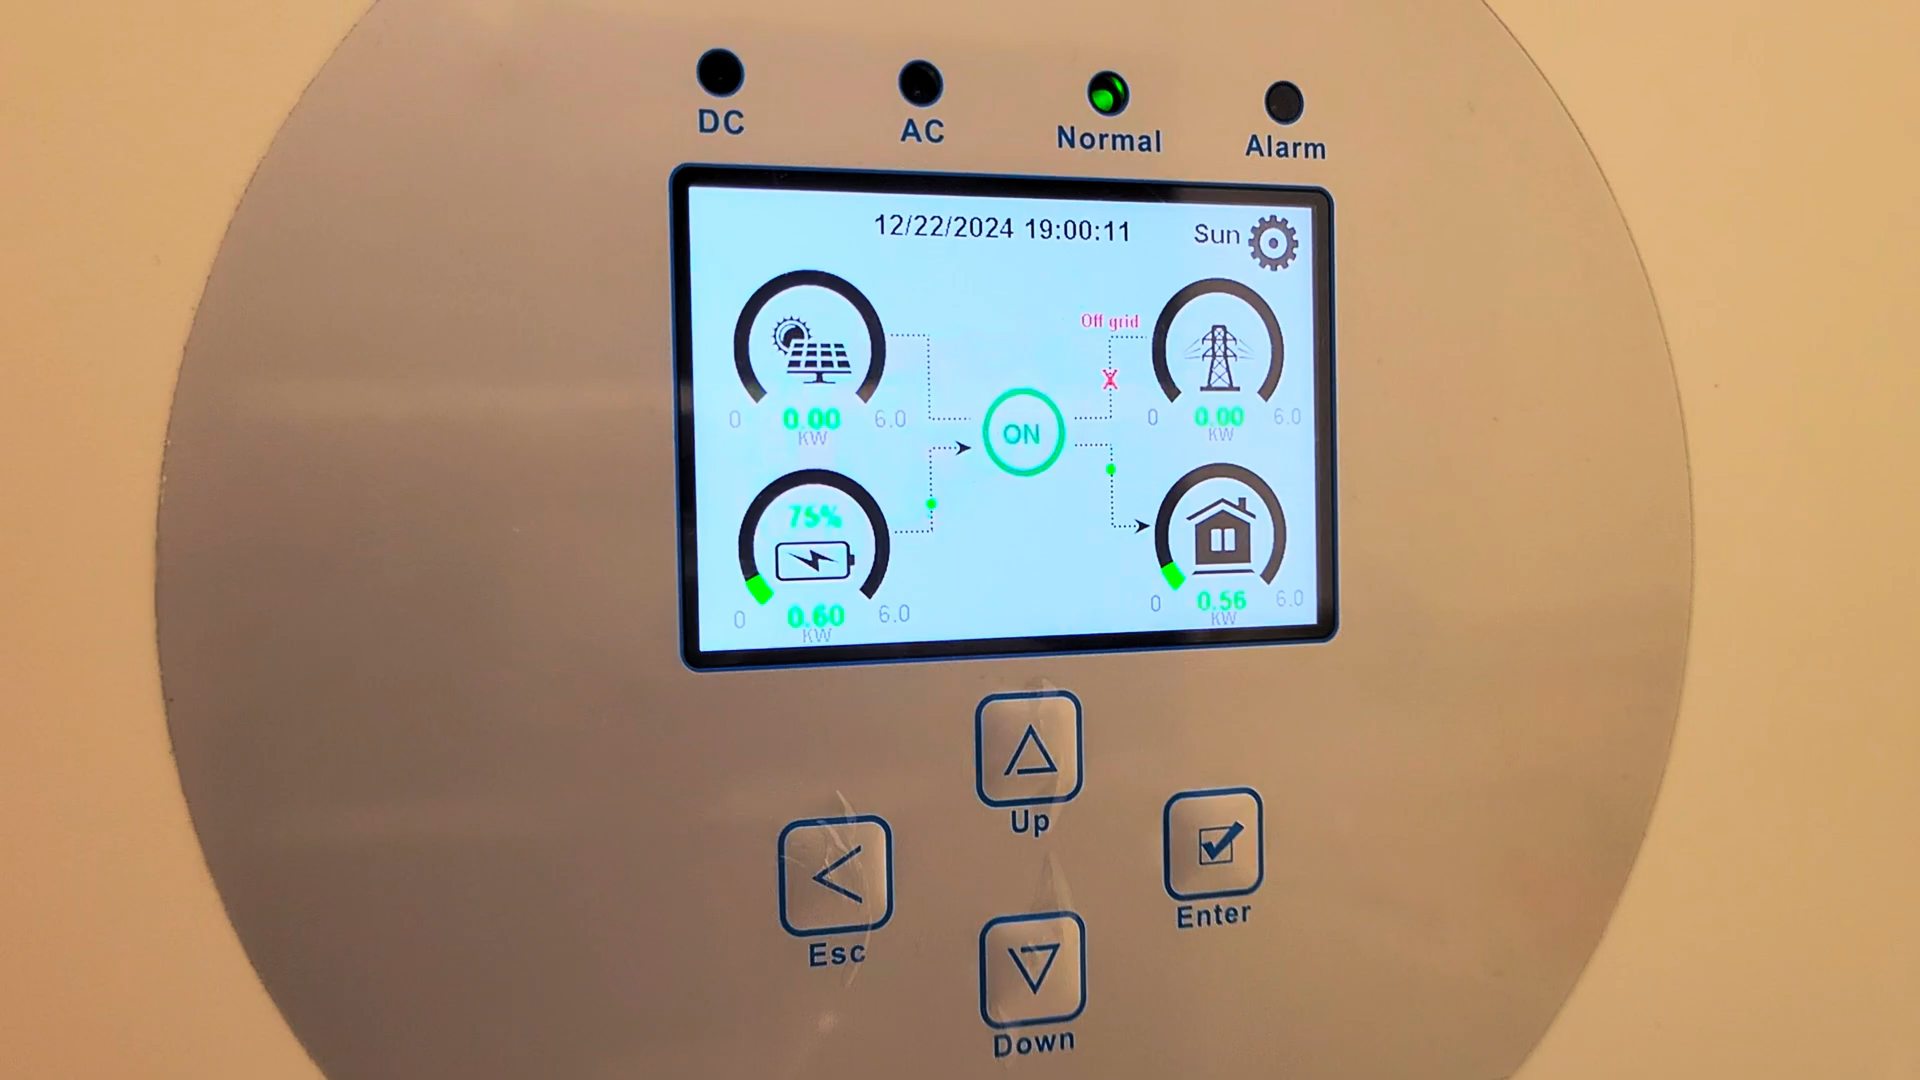 DC AC Normal Alarm
12/22/2024 19:00:11 Sun
Off grid
0 0.00 6.0
KW
0 0.00 6.0
KW
ON
75%
0 0.60 6.0
KW
0 0.56 6.0
KW
Up
Esc
Enter
Down